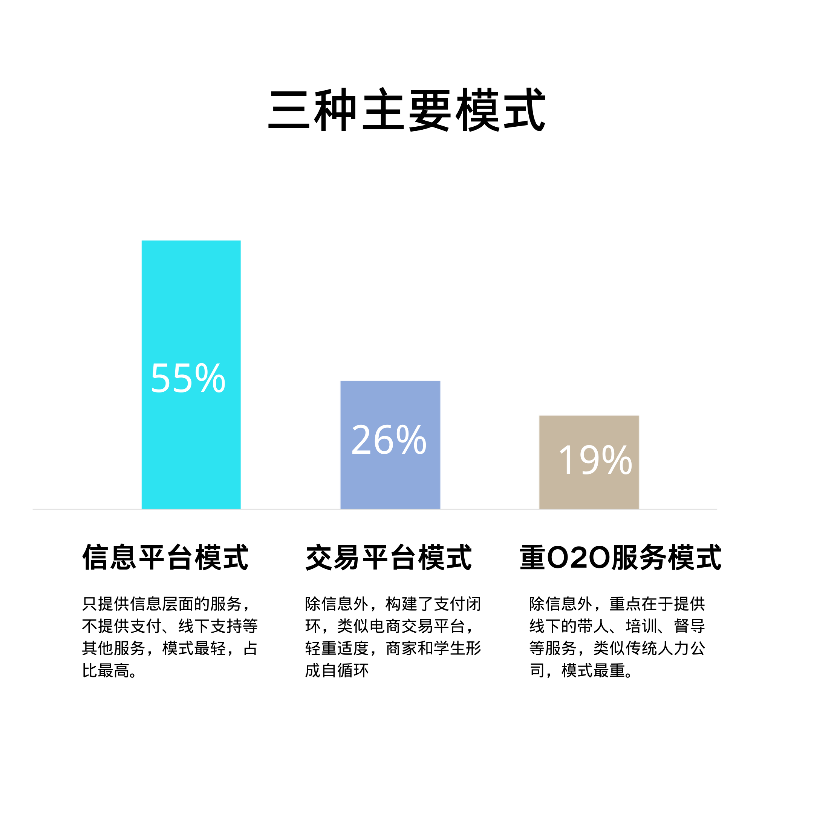 三种主要模式
55%
26%
19%
信息平台模式
只提供信息层面的服务，
不提供支付、线下支持等
其他服务，模式最轻，占
比最高。
交易平台模式
除信息外，构建了支付闭
环，类似电商交易平台，
轻重适度，商家和学生形
成自循环
重O2O服务模式
除信息外，重点在于提供
线下的带人、培训、督导
等服务，类似传统人力公
司，模式最重。